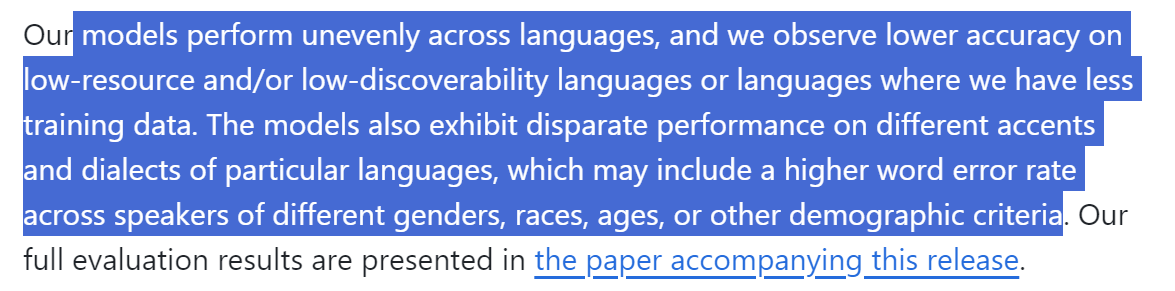 Our models perform unevenly across languages, and we observe lower accuracy on
low-resource and/or low-discoverability languages or languages where we have less
training data. The models also exhibit disparate performance on different accents
and dialects of particular languages, which may include a higher word error rate
across speakers of different genders, races, ages, or other demographic criteria. Our
full evaluation results are presented in the paper accompanying this release.